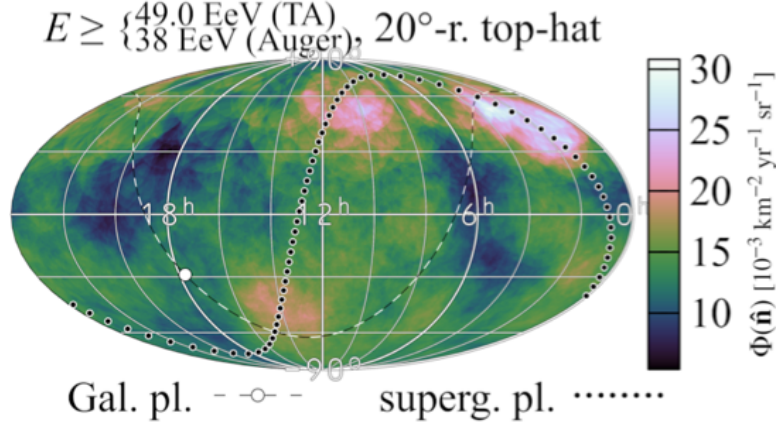 E ≥ {49.0 EeV (TA)
38 EeV (Auger), 20°-r. top-hat
+90°
18ʰ 12ʰ 6ʰ 0ʰ
-90°
30
25
20
15
10
Φ(n̂) [10⁻³ km⁻² yr⁻¹ sr⁻¹]
Gal. pl. superg. pl.